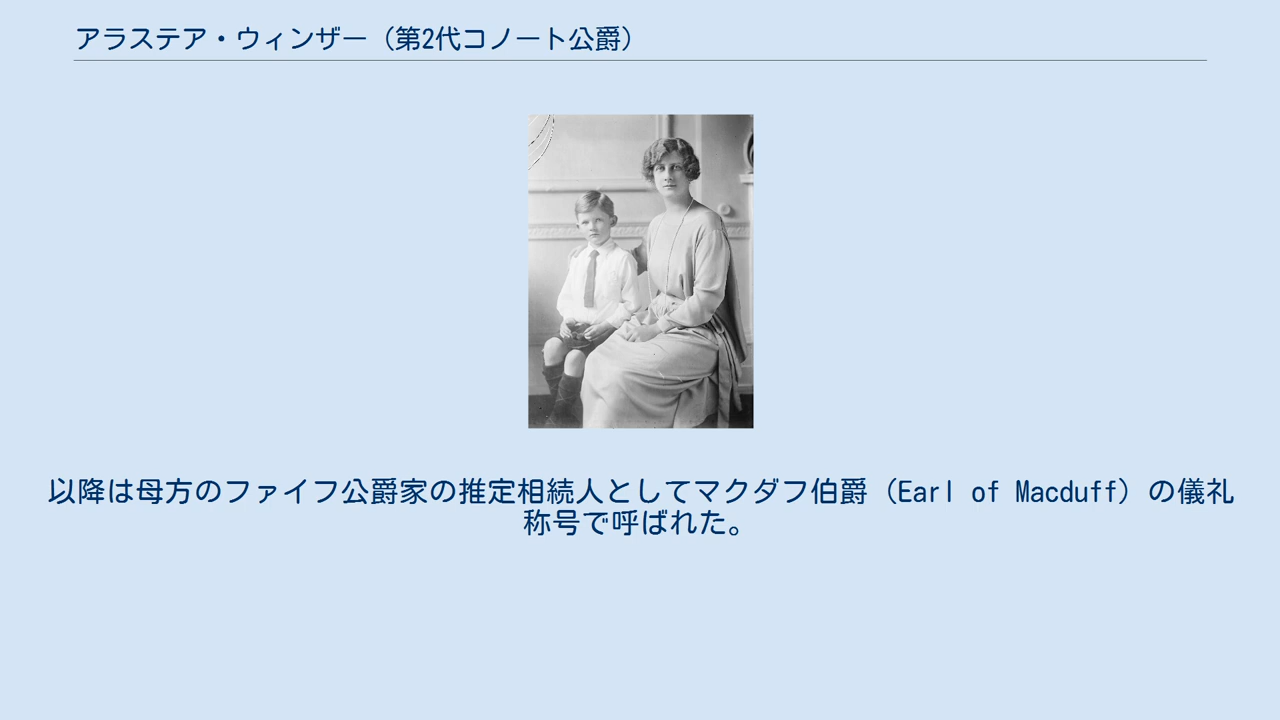 アラステア・ウィンザー（第2代コノート公爵）
以降は母方のファイフ公爵家の推定相続人としてマクダフ伯爵（Earl of Macduff）の儀礼
称号で呼ばれた。